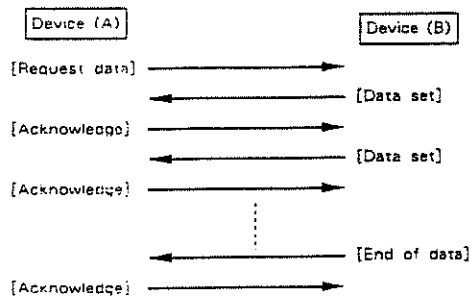 Device (A)
Device (B)
[Request data]
[Data set]
[Acknowledge]
[Data set]
[Acknowledge]
[End of data]
[Acknowledge]